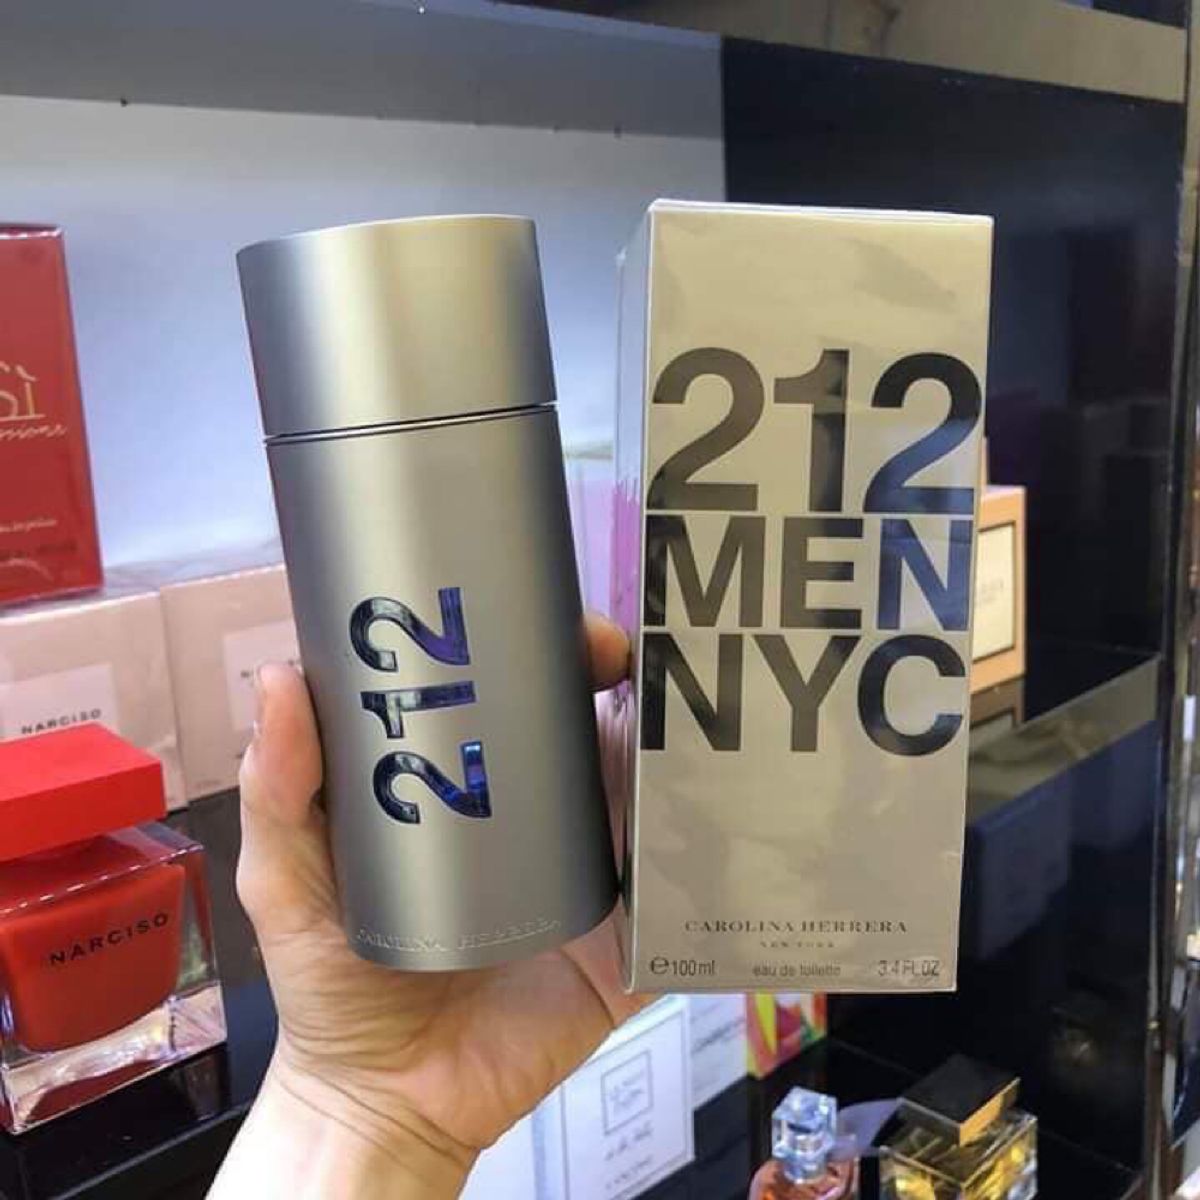 212
MEN
NYC
CAROLINA HERRERA
NEW YORK
℮100ml eau de toilette 3.4 FL.OZ
212
CAROLINA HERRERA
SÌ
NARCISO
NARCISO